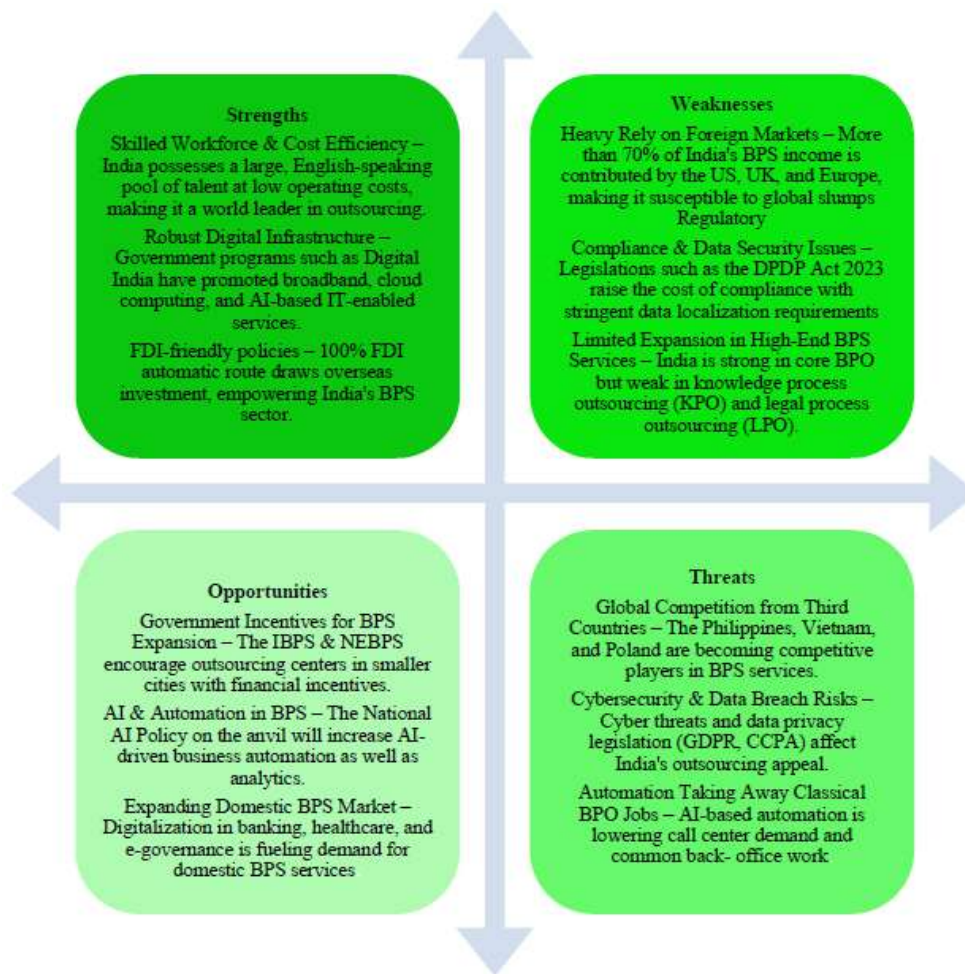 Strengths
Skilled Workforce & Cost Efficiency –
India possesses a large, English-speaking
pool of talent at low operating costs,
making it a world leader in outsourcing.
Robust Digital Infrastructure –
Government programs such as Digital
India have promoted broadband, cloud
computing, and AI-based IT-enabled
services.
FDI-friendly policies – 100% FDI
automatic route draws overseas
investment, empowering India's BPS
sector.
Weaknesses
Heavy Rely on Foreign Markets – More
than 70% of India's BPS income is
contributed by the US, UK, and Europe,
making it susceptible to global slumps
Regulatory
Compliance & Data Security Issues –
Legislations such as the DPDP Act 2023
raise the cost of compliance with
stringent data localization requirements
Limited Expansion in High-End BPS
Services – India is strong in core BPO
but weak in knowledge process
outsourcing (KPO) and legal process
outsourcing (LPO).
Opportunities
Government Incentives for BPS
Expansion – The IBPS & NEBPS
encourage outsourcing centers in smaller
cities with financial incentives.
AI & Automation in BPS – The National
AI Policy on the anvil will increase AI-
driven business automation as well as
analytics.
Expanding Domestic BPS Market –
Digitalization in banking, healthcare, and
e-governance is fueling demand for
domestic BPS services
Threats
Global Competition from Third
Countries – The Philippines, Vietnam,
and Poland are becoming competitive
players in BPS services.
Cybersecurity & Data Breach Risks –
Cyber threats and data privacy
legislation (GDPR, CCPA) affect
India's outsourcing appeal.
Automation Taking Away Classical
BPO Jobs – AI-based automation is
lowering call center demand and
common back- office work